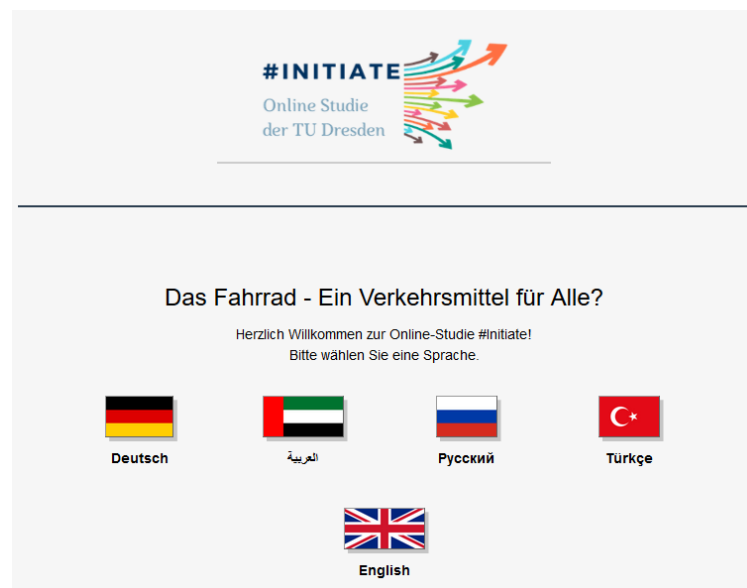 #INITIATE
Online Studie
der TU Dresden
Das Fahrrad - Ein Verkehrsmittel für Alle?
Herzlich Willkommen zur Online-Studie #Initiate!
Bitte wählen Sie eine Sprache.
Deutsch
العربية
Русский
Türkçe
English